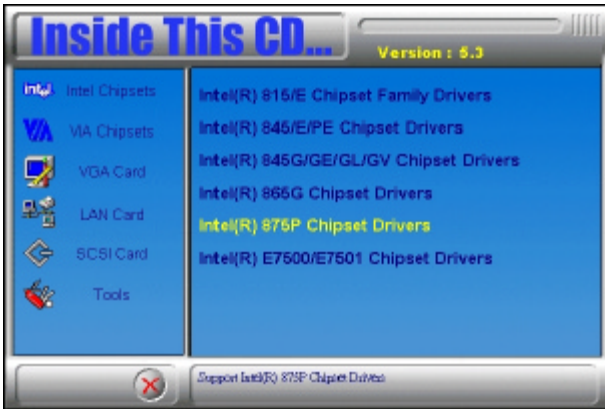 Inside This CD...
Version : 5.3
intel Intel Chipsets
VIA VIA Chipsets
VGA Card
LAN Card
SCSI Card
Tools
Intel(R) 815/E Chipset Family Drivers
Intel(R) 845/E/PE Chipset Drivers
Intel(R) 845G/GE/GL/GV Chipset Drivers
Intel(R) 865G Chipset Drivers
Intel(R) 875P Chipset Drivers
Intel(R) E7500/E7501 Chipset Drivers
Support Intel(R) 875P Chipset Drivers